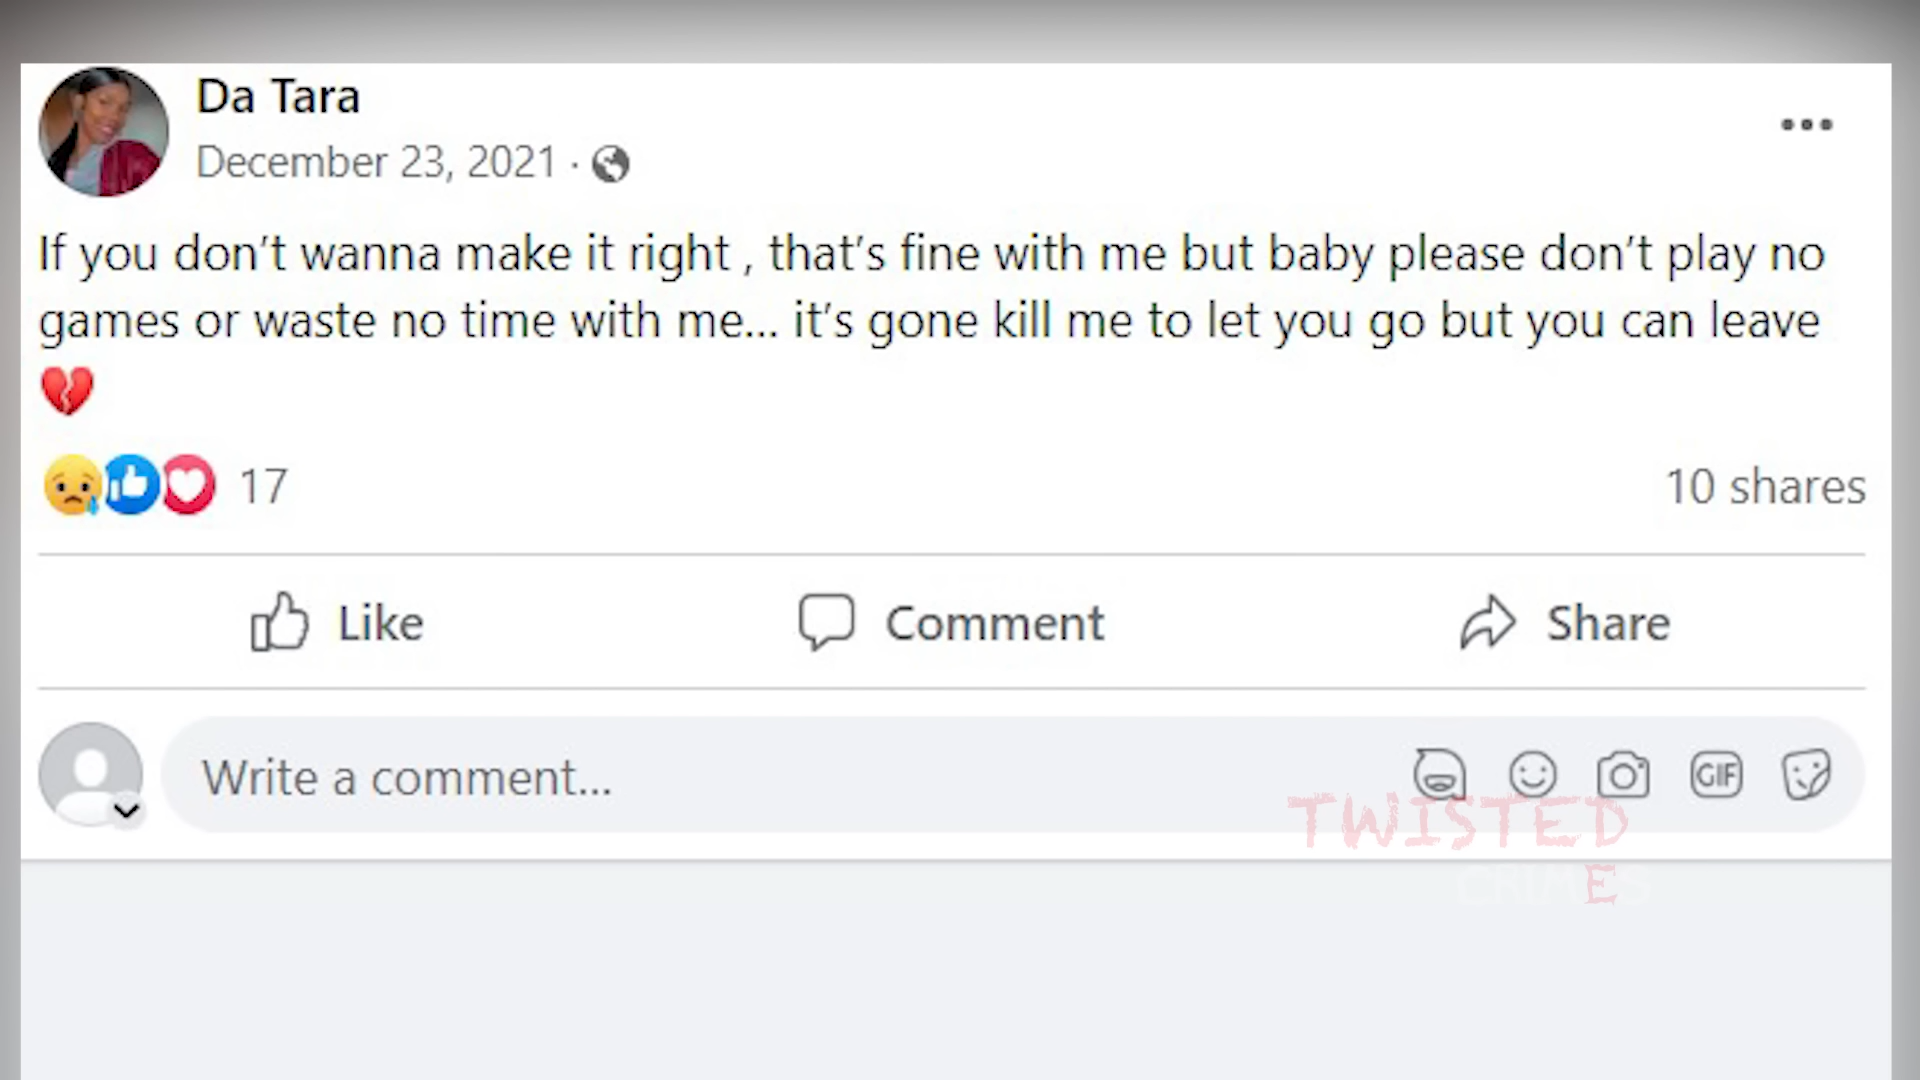 Da Tara
December 23, 2021 ·
If you don't wanna make it right , that's fine with me but baby please don't play no
games or waste no time with me... it's gone kill me to let you go but you can leave
💔
17
10 shares
Like
Comment
Share
Write a comment...
GIF
TWISTED
CRIMES